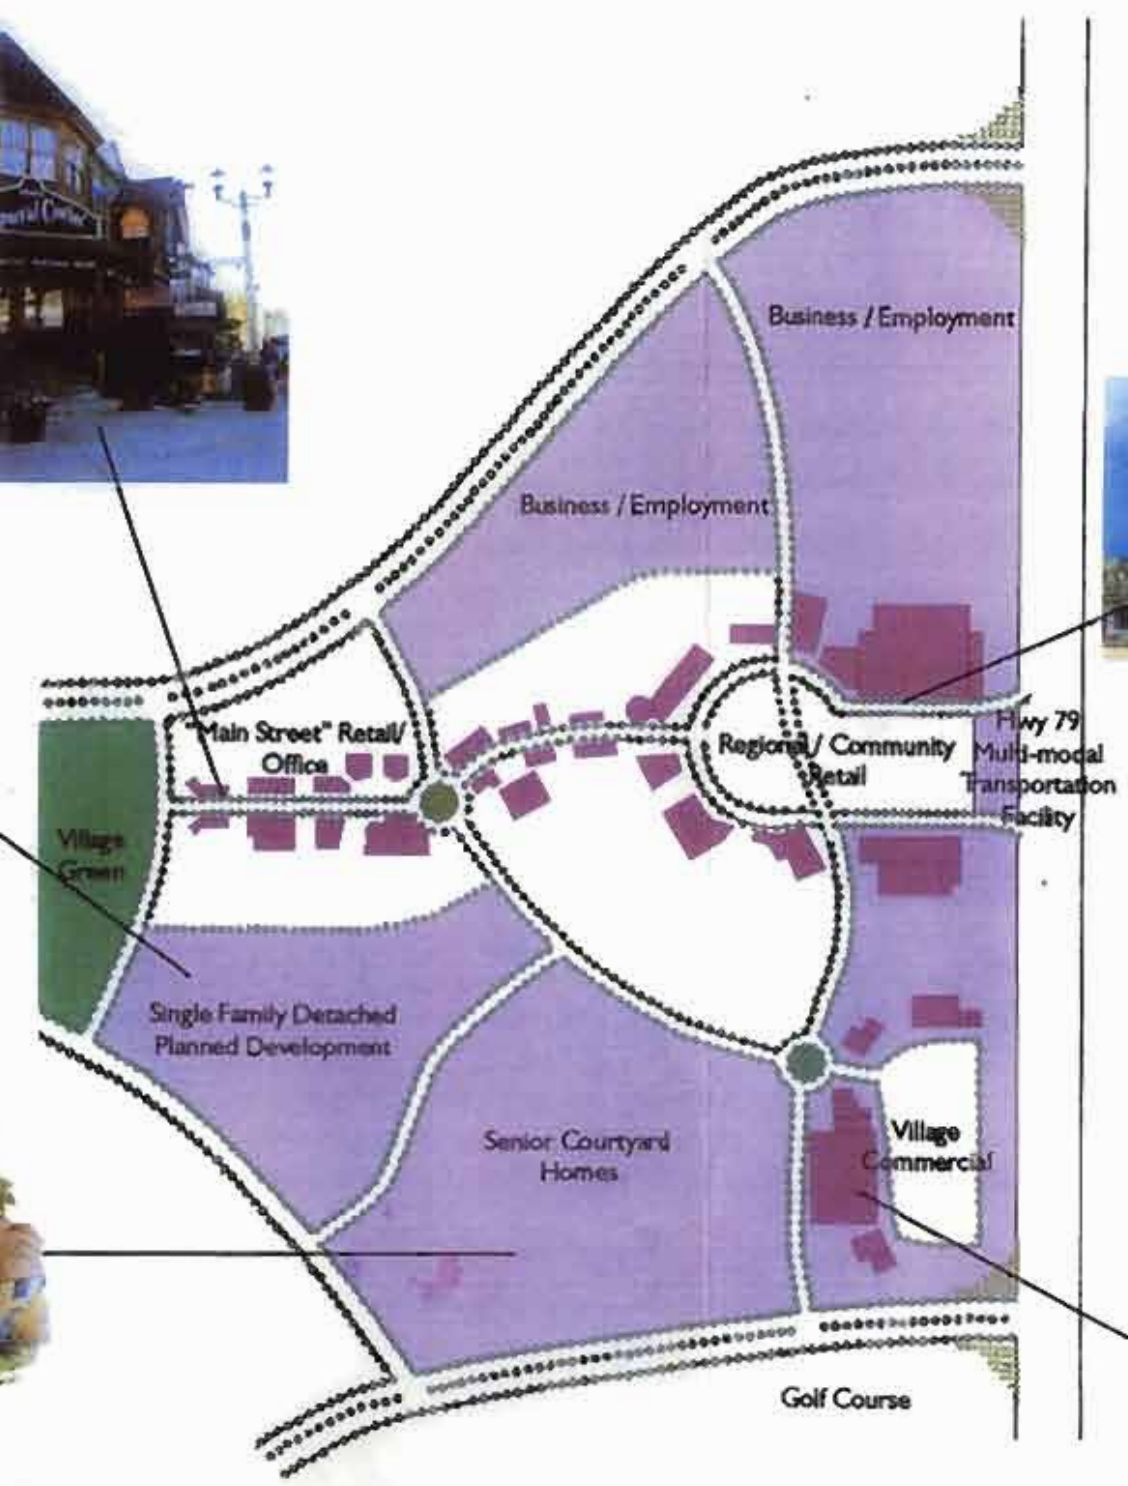 Business / Employment
Business / Employment
"Main Street" Retail/
Office
Regional / Community
Retail
Hwy 79
Multi-modal
Transportation
Facility
Village
Green
Single Family Detached
Planned Development
Senior Courtyard
Homes
Village
Commercial
Golf Course